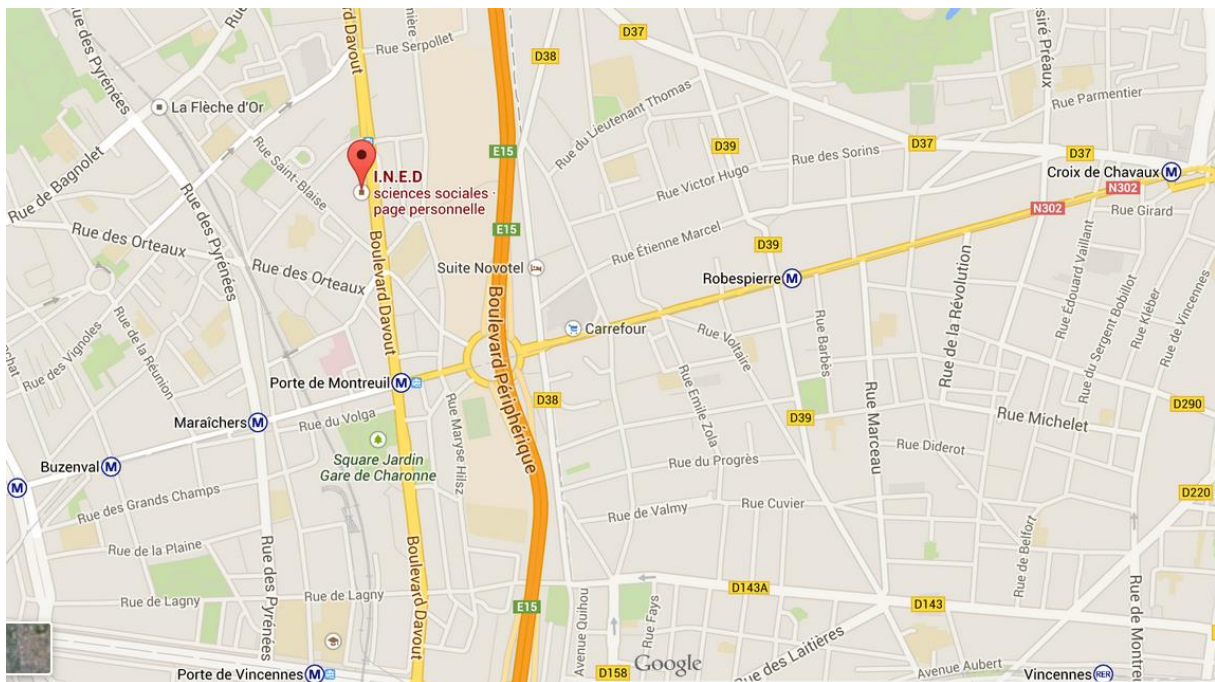 Rue des Pyrénées
Boulevard Davout
Rue Serpollet
D38
D37
La Flèche d'Or
Rue du Lieutenant Thomas
Rue Parmentier
Rue de Bagnolet
Rue Saint-Blaise
E15
D39
Rue des Sorins
D37
D37
I.N.E.D
sciences sociales ·
page personnelle
Rue Victor Hugo
Croix de Chavaux
N302
N302
Rue Girard
Rue des Pyrénées
Rue des Orteaux
E15
Rue Étienne Marcel
D39
Rue des Orteaux
Boulevard Davout
Suite Novotel
Boulevard Périphérique
Robespierre
Rue de la Révolution
Rue Édouard Vaillant
Rue du Sergent Bobillot
Rue Kléber
Rue de Vincennes
Rue des Vignoles
Rue de la Réunion
Carrefour
Rue Voltaire
Rue Barbès
Porte de Montreuil
D38
Rue Emile Zola
Rue Marceau
D39
Rue Michelet
D290
Maraîchers
Rue du Volga
Rue Maryse Hilsz
Buzenval
Square Jardin
Gare de Charonne
Rue du Progrès
Rue Diderot
Rue des Grands Champs
Rue de Valmy
Rue Cuvier
D220
Rue de la Plaine
Rue des Pyrénées
Boulevard Davout
Rue de Belfort
Rue de Lagny
Rue de Lagny
E15
Avenue Quihou
Rue Fays
D143A
D143
Porte de Vincennes
D158
Google
Rue des Laitières
Avenue Aubert
Vincennes
RER